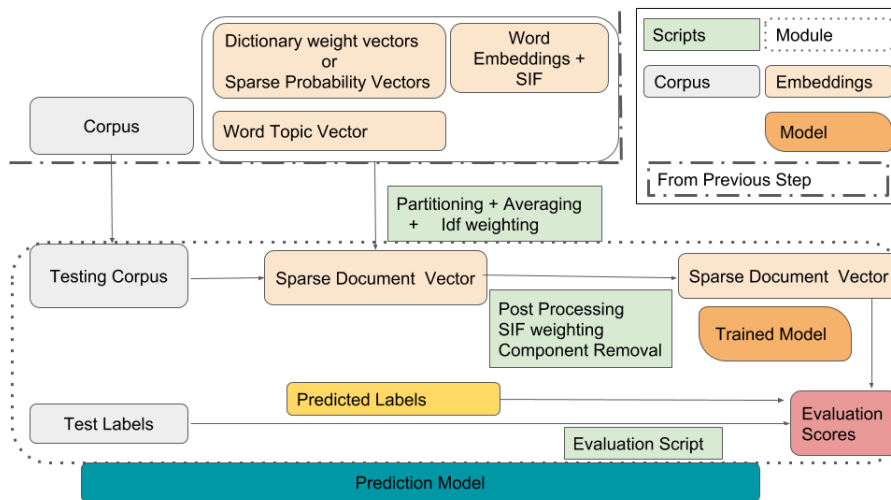 Dictionary weight vectors
or
Sparse Probability Vectors
Word
Embeddings +
SIF
Word Topic Vector
Corpus
Scripts
Module
Corpus
Embeddings
Model
From Previous Step
Partitioning + Averaging
+ Idf weighting
Testing Corpus
Sparse Document Vector
Sparse Document Vector
Post Processing
SIF weighting
Component Removal
Trained Model
Predicted Labels
Test Labels
Evaluation Script
Evaluation
Scores
Prediction Model